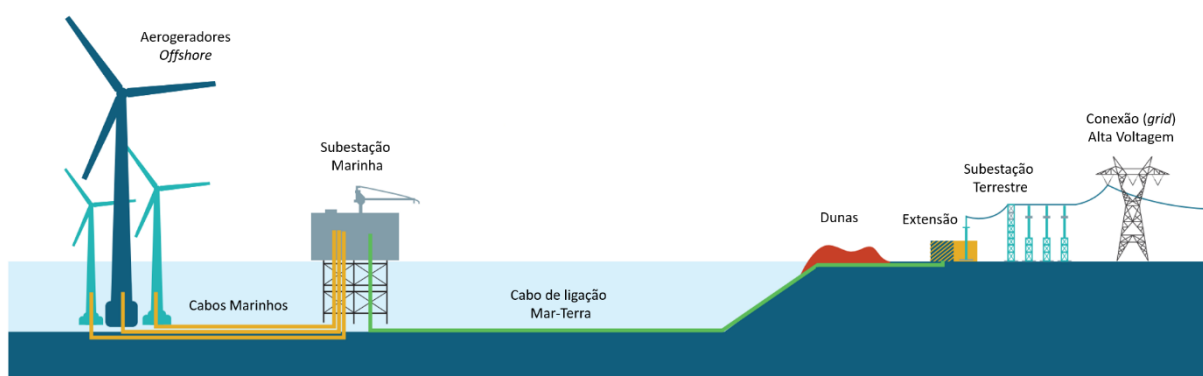 Aerogeradores
Offshore
Subestação
Marinha
Cabos Marinhos
Cabo de ligação
Mar-Terra
Dunas
Extensão
Subestação
Terrestre
Conexão (grid)
Alta Voltagem